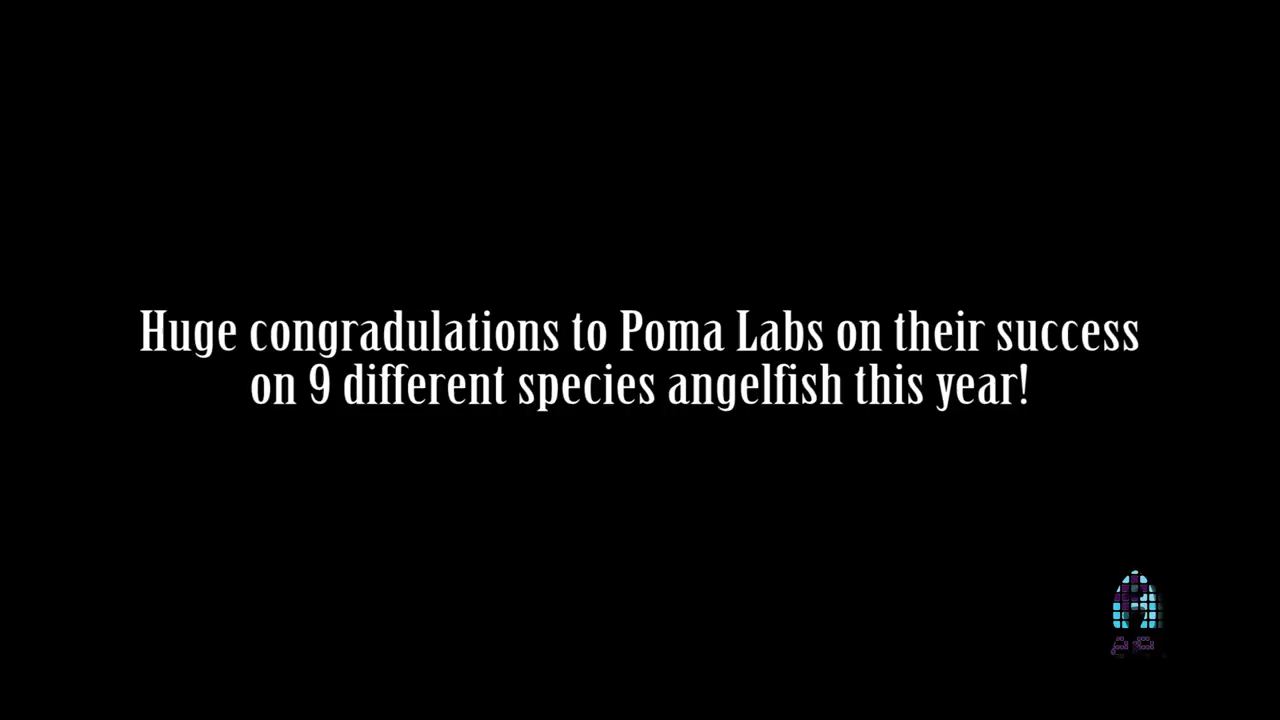 Huge congradulations to Poma Labs on their success
on 9 different species angelfish this year!